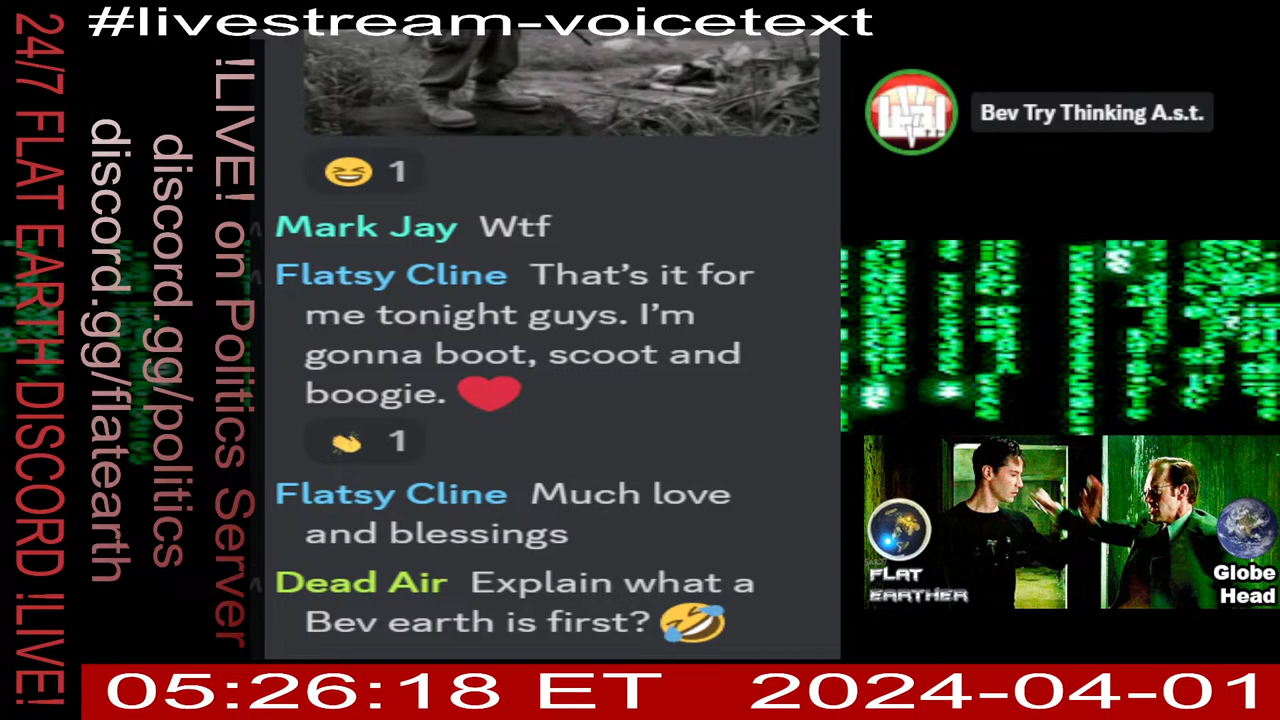 #livestream-voicetext
24/7 FLAT EARTH DISCORD !LIVE!
discord.gg/flatearth
discord.gg/politics
!LIVE! on Politics Server
1
Mark Jay Wtf
Flatsy Cline That’s it for
me tonight guys. I’m
gonna boot, scoot and
boogie. ❤️
1
Flatsy Cline Much love
and blessings
Dead Air Explain what a
Bev earth is first? 🤣
Bev Try Thinking A.s.t.
FLAT
EARTHER
Globe
Head
05:26:18 ET 2024-04-01